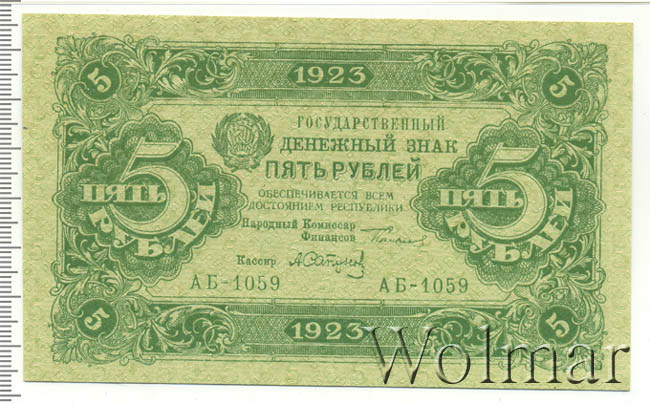 5 1923 5
ГОСУДАРСТВЕННЫЙ
ДЕНЕЖНЫЙ ЗНАК
ПЯТЬ РУБЛЕЙ
ОБЕСПЕЧИВАЕТСЯ ВСЕМ
ДОСТОЯНИЕМ РЕСПУБЛИКИ
5 ПЯТЬ РУБЛЕЙ
5 ПЯТЬ РУБЛЕЙ
Народный Комиссар
Финансов
Кассир
АБ-1059 АБ-1059
5 1923 5
Wolmar